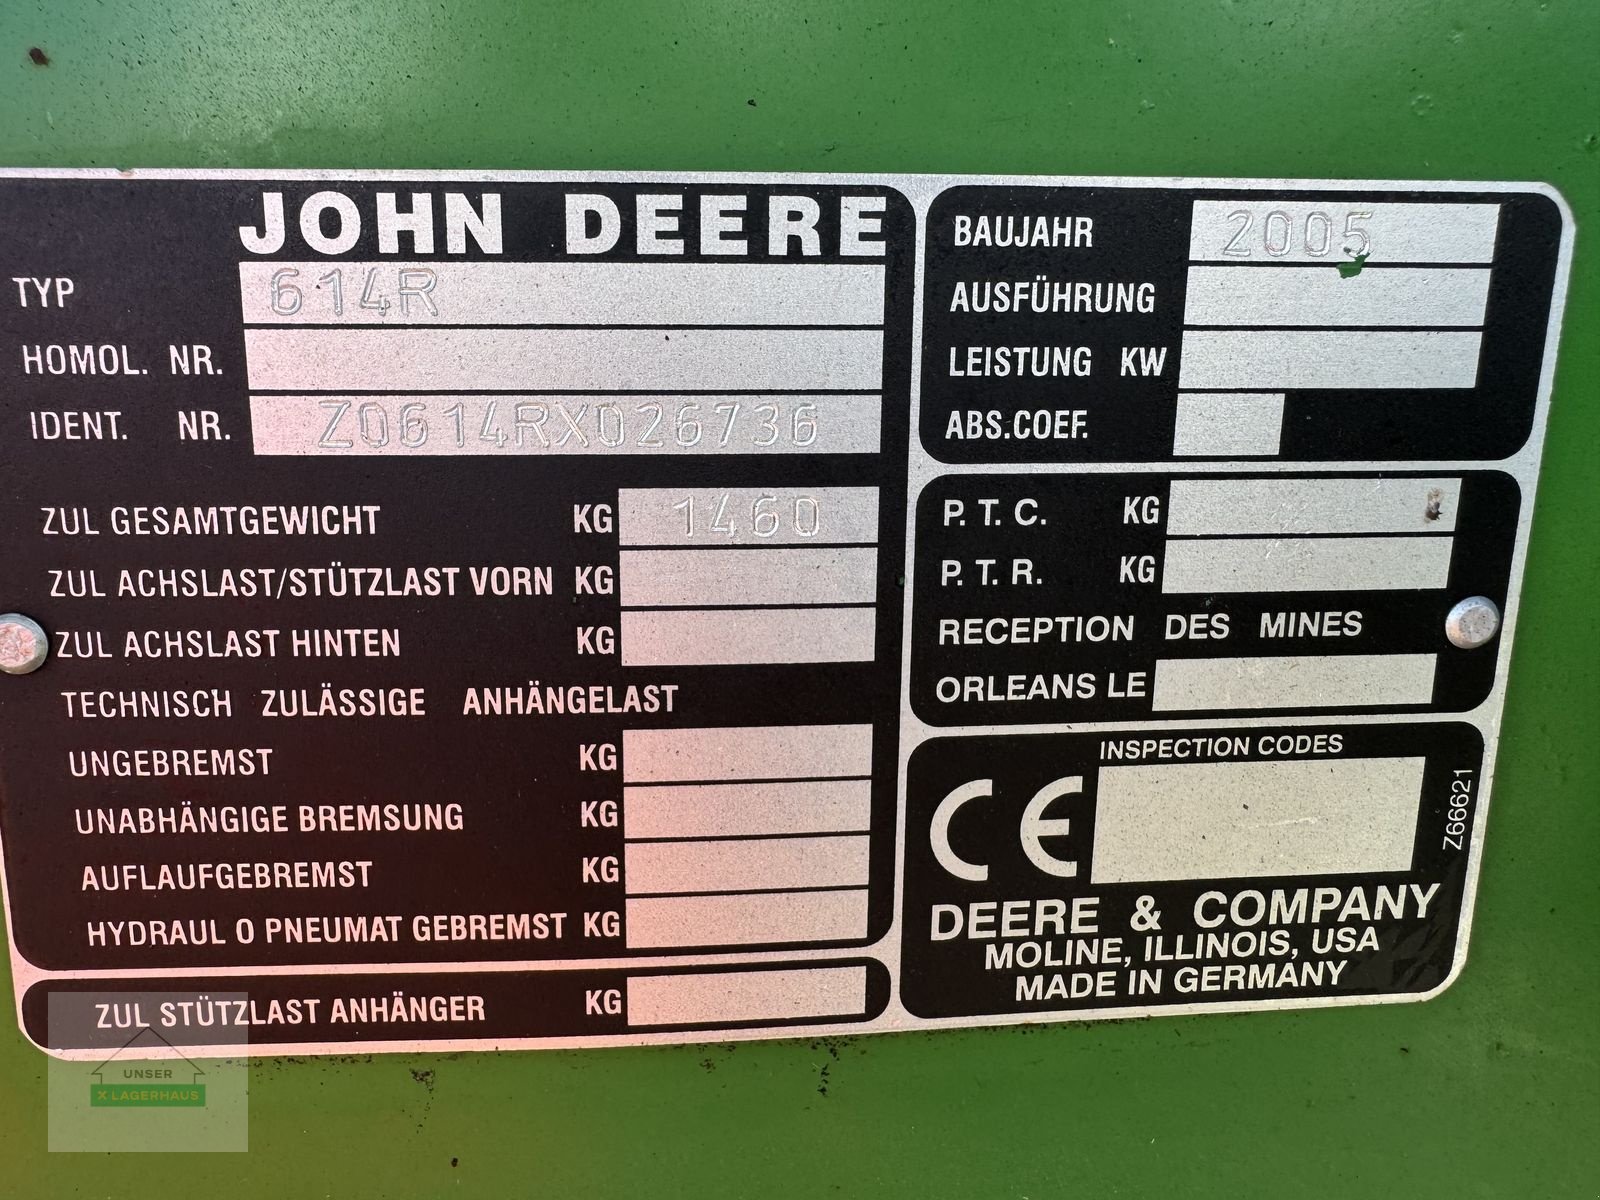 JOHN DEERE
TYP 614R
HOMOL. NR.
IDENT. NR. Z0614RX026736
ZUL GESAMTGEWICHT KG 1460
ZUL ACHSLAST/STÜTZLAST VORN KG
ZUL ACHSLAST HINTEN KG
TECHNISCH ZULÄSSIGE ANHÄNGELAST
UNGEBREMST KG
UNABHÄNGIGE BREMSUNG KG
AUFLAUFGEBREMST KG
HYDRAUL O PNEUMAT GEBREMST KG
ZUL STÜTZLAST ANHÄNGER KG
BAUJAHR 2005
AUSFÜHRUNG
LEISTUNG KW
ABS.COEF.
P. T. C. KG
P. T. R. KG
RECEPTION DES MINES
ORLEANS LE
INSPECTION CODES
CE
Z66621
DEERE & COMPANY
MOLINE, ILLINOIS, USA
MADE IN GERMANY
UNSER
X LAGERHAUS